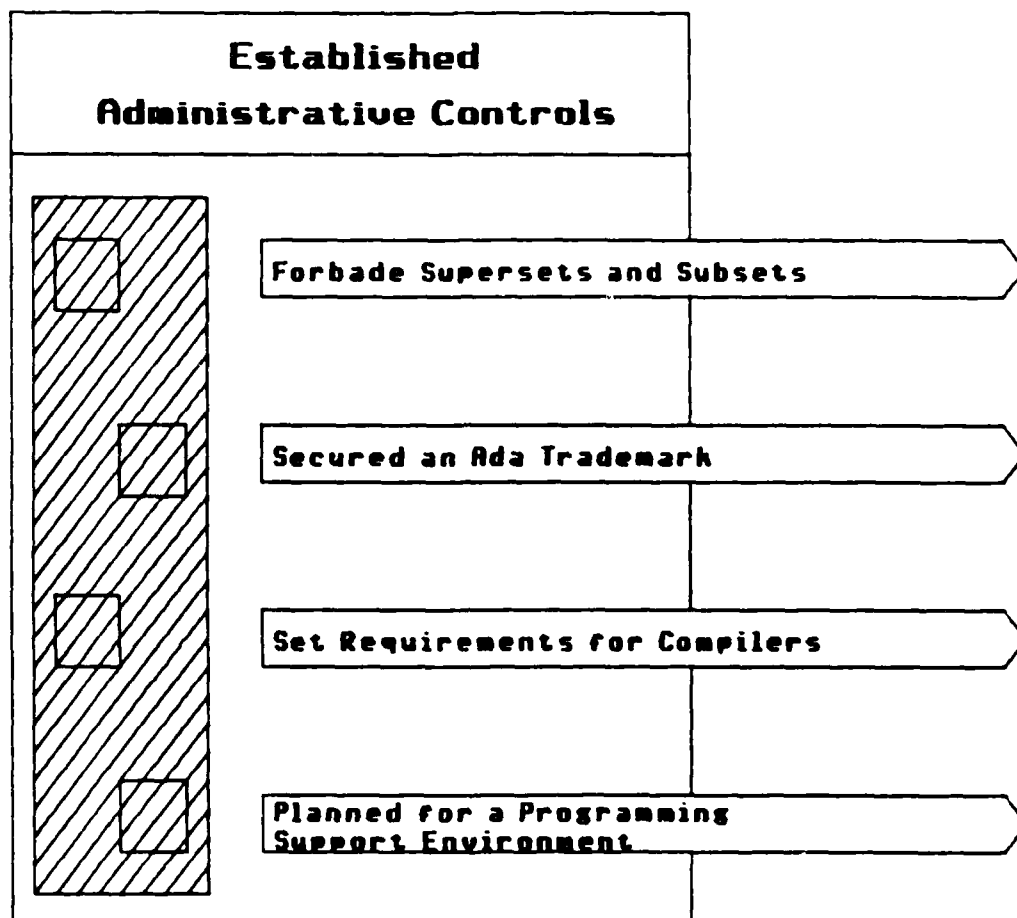 Established
Administrative Controls
Forbade Supersets and Subsets
Secured an Ada Trademark
Set Requirements for Compilers
Planned for a Programming
Support Environment